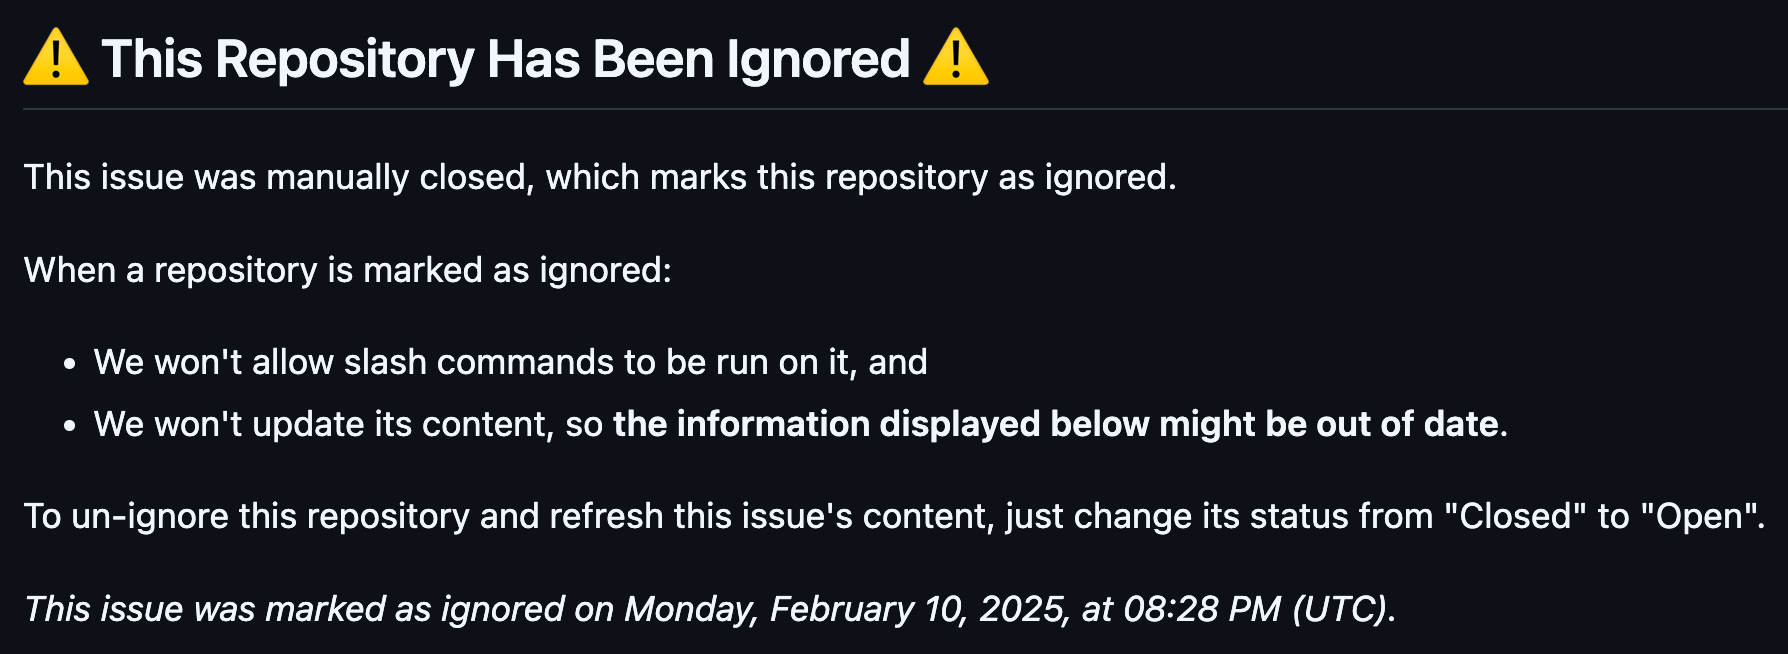 ⚠️ This Repository Has Been Ignored ⚠️
This issue was manually closed, which marks this repository as ignored.
When a repository is marked as ignored:
• We won't allow slash commands to be run on it, and
• We won't update its content, so the information displayed below might be out of date.
To un-ignore this repository and refresh this issue's content, just change its status from "Closed" to "Open".
This issue was marked as ignored on Monday, February 10, 2025, at 08:28 PM (UTC).